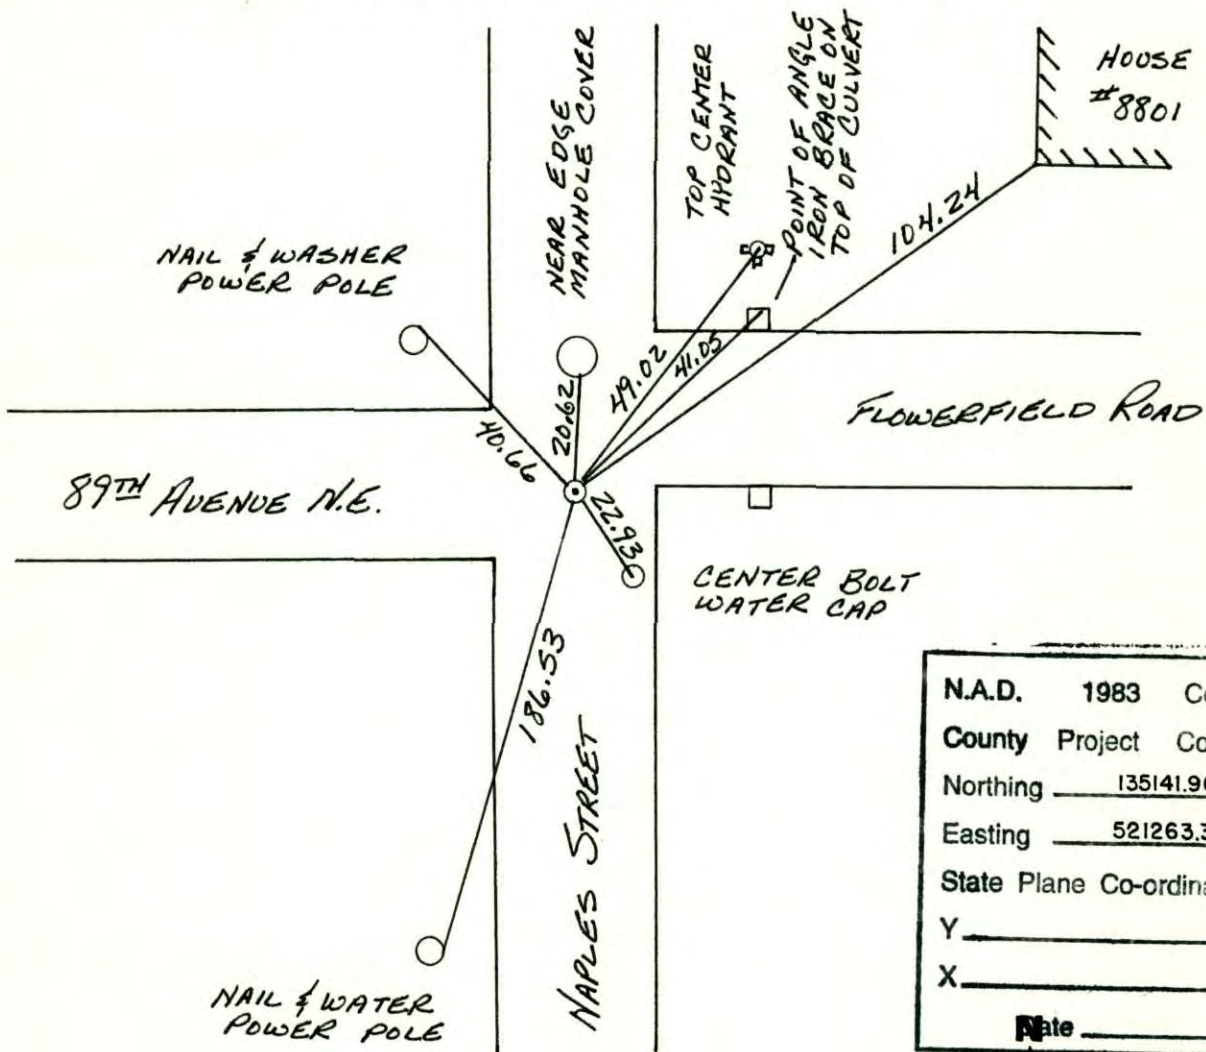 NEAR EDGE
MANHOLE COVER
TOP CENTER
HYDRANT
POINT OF ANGLE
IRON BRACE ON
TOP OF CULVERT
HOUSE
#8801
104.24
NAIL & WASHER
POWER POLE
49.02
41.05
20.62
40.66
FLOWERFIELD ROAD
89TH AVENUE N.E.
22.93
CENTER BOLT
WATER CAP
186.53
NAPLES STREET
NAIL & WATER
POWER POLE
N.A.D. 1983
County Project
Northing 135141.9
Easting 521263.3
State Plane
Y
X
N